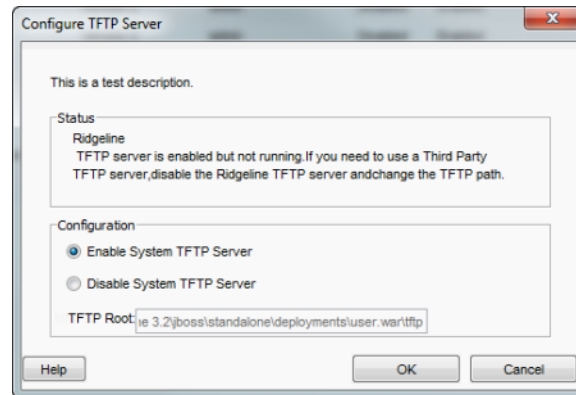 Configure TFTP Server
This is a test description.
Status
Ridgeline
TFTP server is enabled but not running.If you need to use a Third Party
TFTP server,disable the Ridgeline TFTP server andchange the TFTP path.
Configuration
Enable System TFTP Server
Disable System TFTP Server
TFTP Root: ie 3.2\jboss\standalone\deployments\user.war\tftp
Help OK Cancel